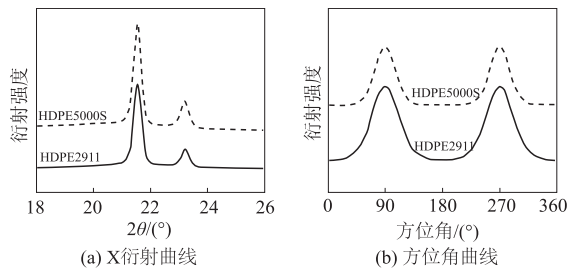 衍射强度
HDPE5000S
HDPE2911
18 20 22 24 26
2θ/(°)
(a) X衍射曲线
衍射强度
HDPE5000S
HDPE2911
0 90 180 270 360
方位角/(°)
(b) 方位角曲线